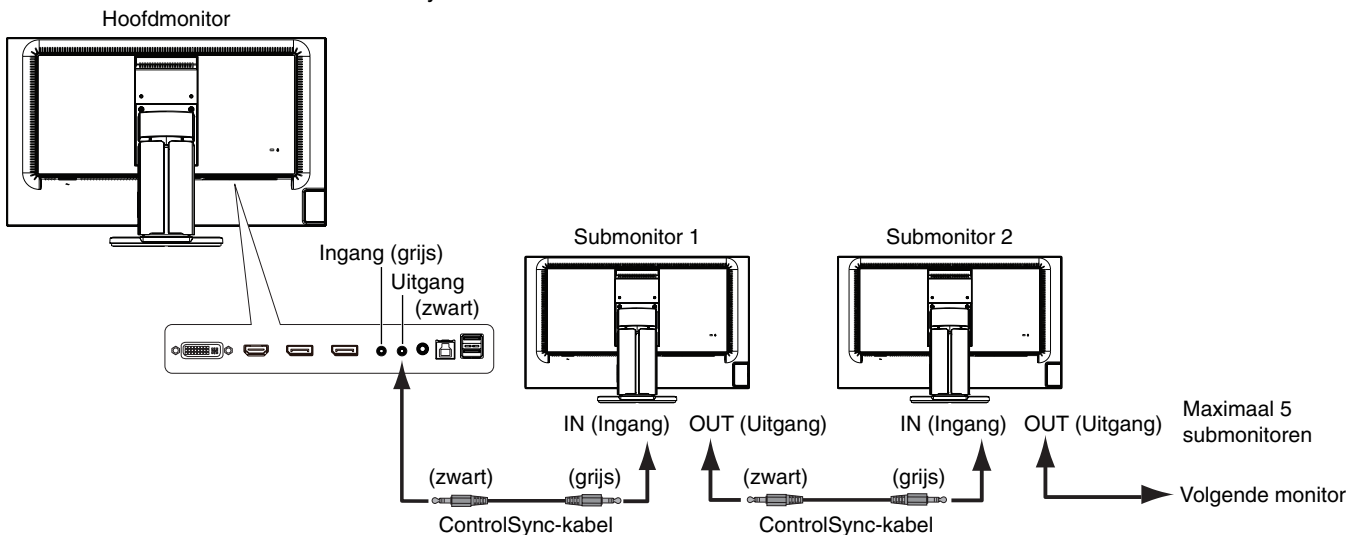 Hoofdmonitor
Submonitor 1
Submonitor 2
Ingang (grijs)
Uitgang
(zwart)
IN (Ingang)
OUT (Uitgang)
IN (Ingang)
OUT (Uitgang)
Maximaal 5
submonitoren
(zwart)
(grijs)
(zwart)
(grijs)
Volgende monitor
ControlSync-kabel
ControlSync-kabel